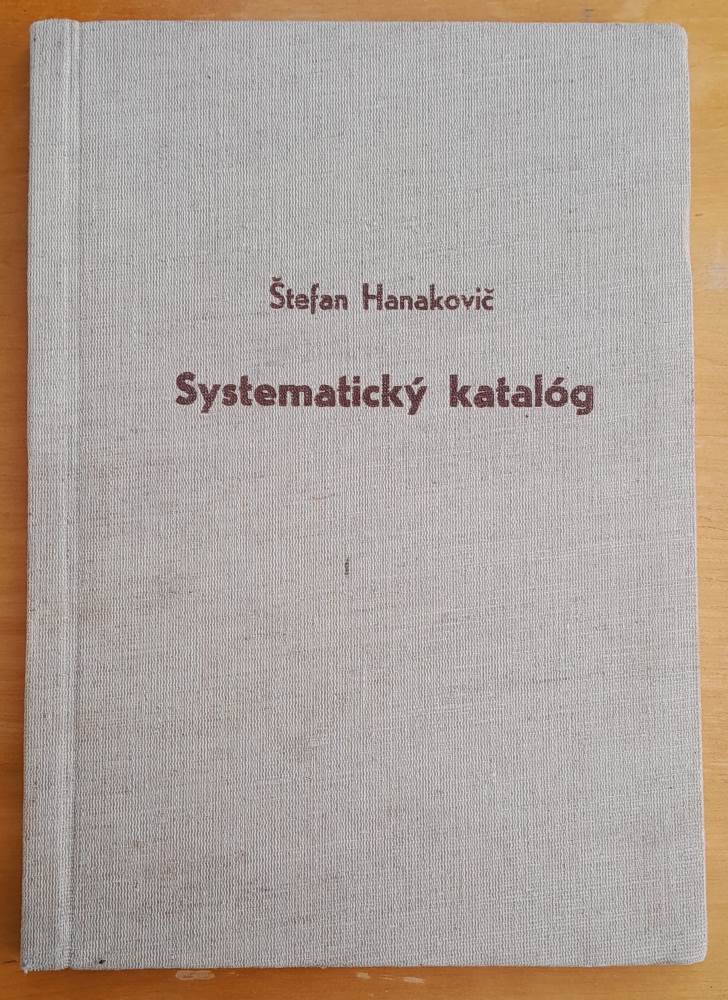 Štefan Hanakovič
Systematický katalóg